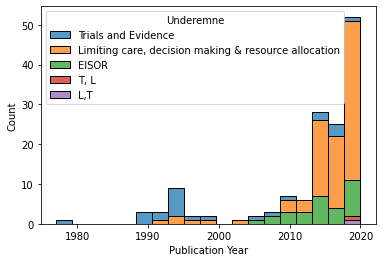 Underemne
Trials and Evidence
Limiting care, decision making & resource allocation
EISOR
T, L
L,T
Count
50
40
30
20
10
0
1980 1990 2000 2010 2020
Publication Year